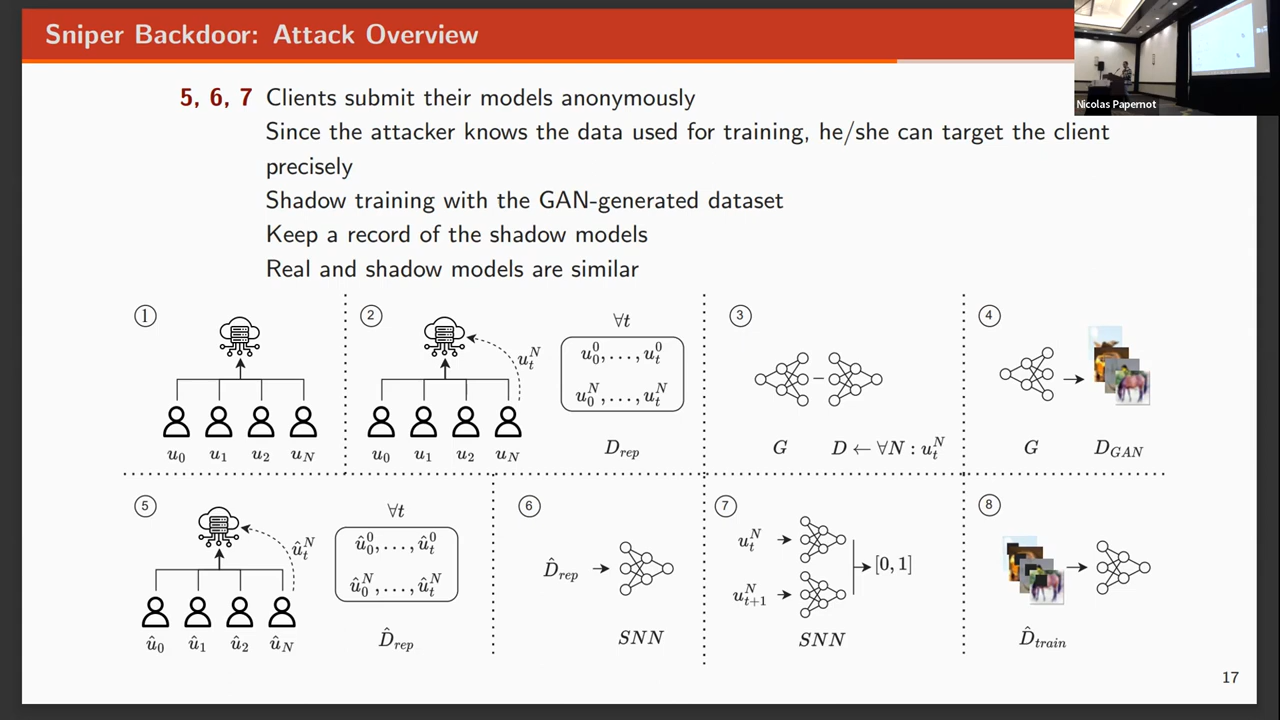 Sniper Backdoor: Attack Overview
Nicolas Papernot
5, 6, 7 Clients submit their models anonymously
Since the attacker knows the data used for training, he/she can target the client
precisely
Shadow training with the GAN-generated dataset
Keep a record of the shadow models
Real and shadow models are similar
1 2 3 4
∀t
u_t^N
u_0^0, . . . , u_t^0
u_0^N, . . . , u_t^N
u_0 u_1 u_2 u_N
u_0 u_1 u_2 u_N
D_rep
G D ← ∀N : u_t^N
G D_GAN
5 6 7 8
∀t
û_t^N
û_0^0, . . . , û_t^0
û_0^N, . . . , û_t^N
û_0 û_1 û_2 û_N
D̂_rep
D̂_rep
SNN
u_t^N
[0, 1]
u_{t+1}^N
SNN
D̂_train
17